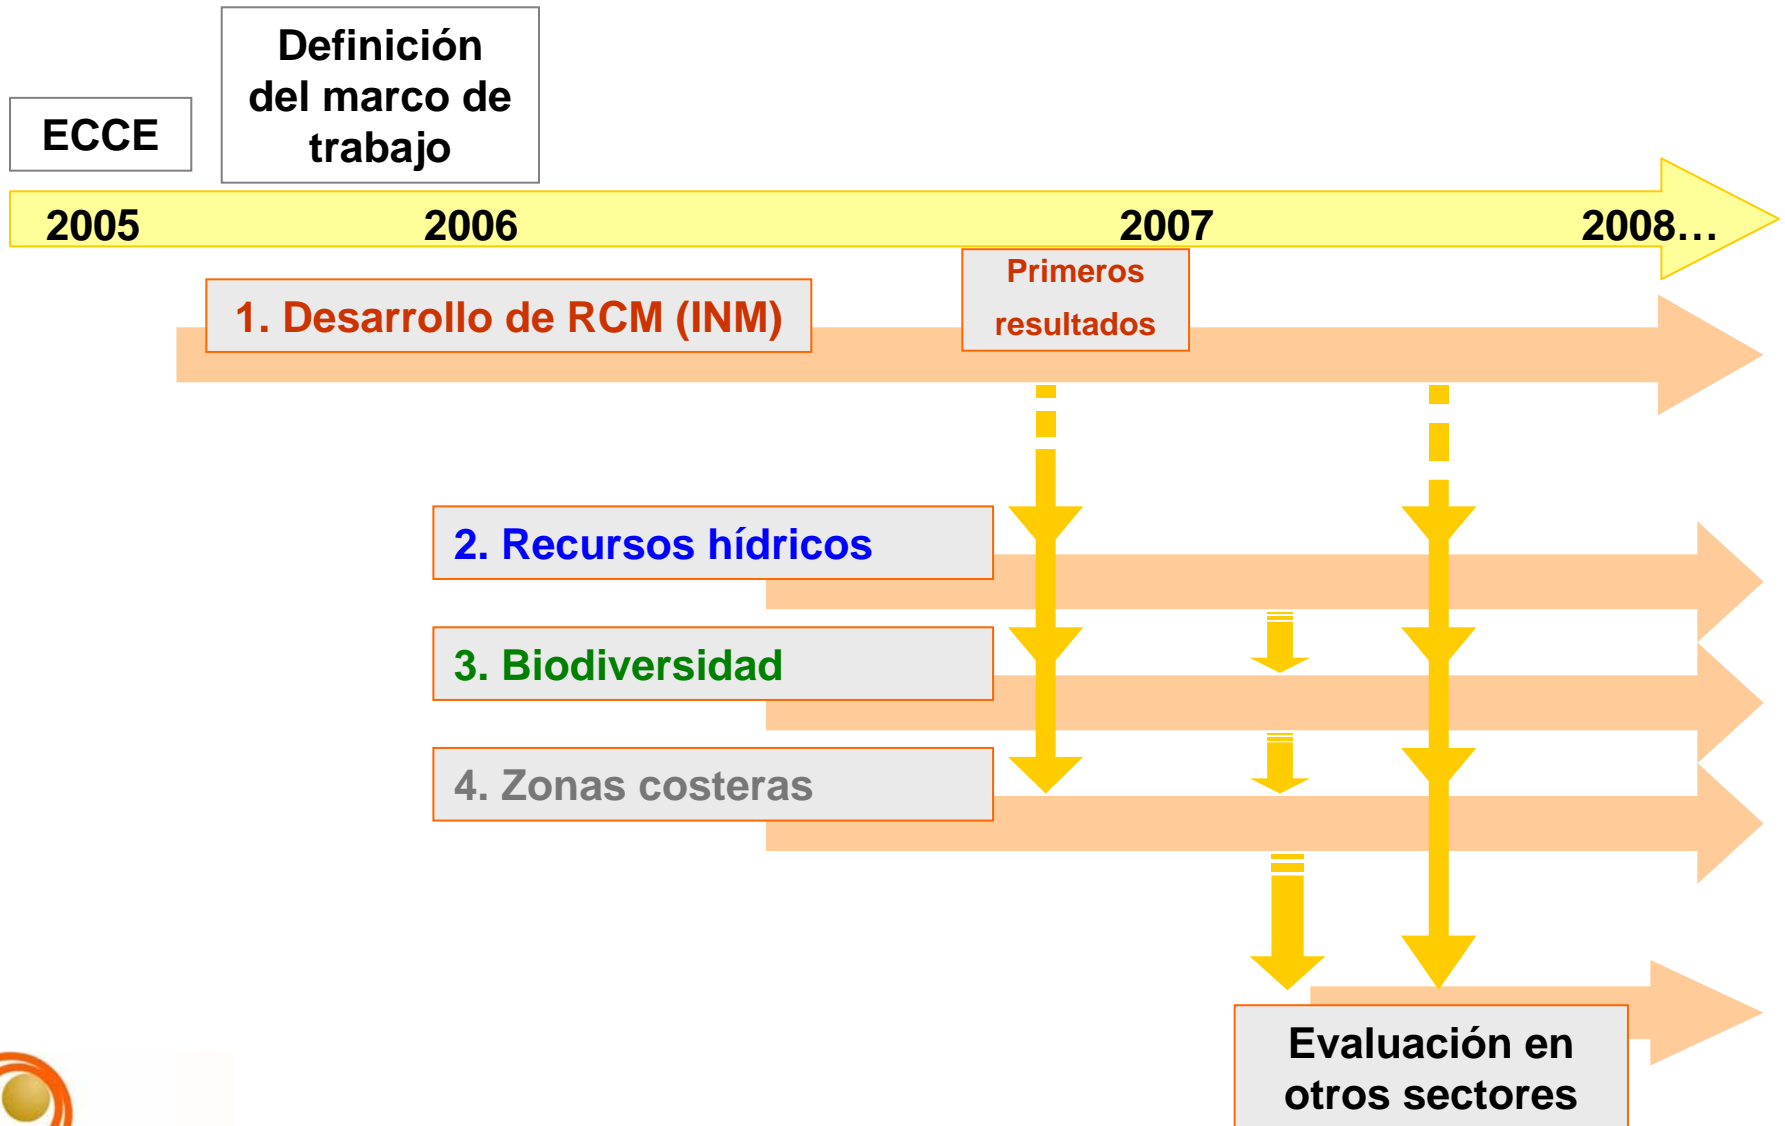 Definición
del marco de
trabajo
ECCE
2005 2006 2007 2008...
1. Desarrollo de RCM (INM)
Primeros
resultados
2. Recursos hídricos
3. Biodiversidad
4. Zonas costeras
Evaluación en
otros sectores